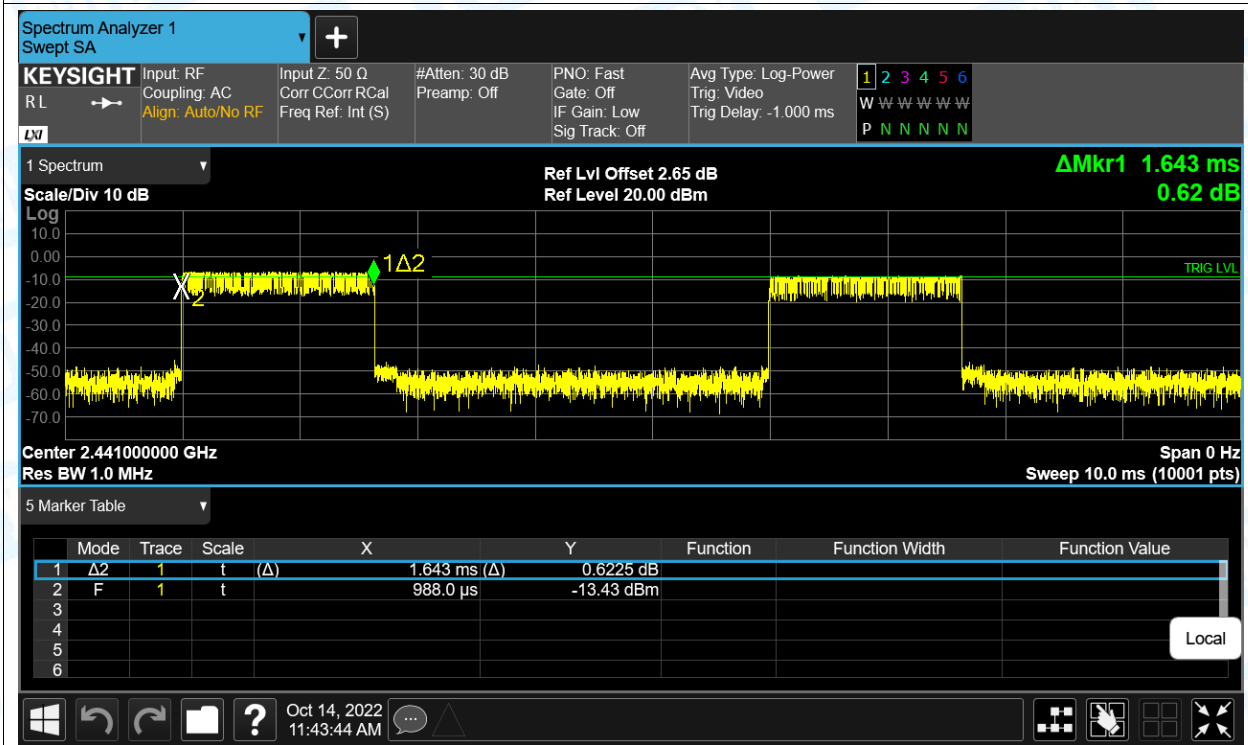 Spectrum Analyzer 1
Swept SA
KEYSIGHT Input: RF Input Z: 50 Ω #Atten: 30 dB PNO: Fast Avg Type: Log-Power 1 2 3 4 5 6
R L Coupling: AC Corr CCorr RCal Preamp: Off Gate: Off Trig: Video W W W W W W
Align: Auto/No RF Freq Ref: Int (S) IF Gain: Low Trig Delay: -1.000 ms
LXI Sig Track: Off P N N N N N
1 Spectrum Ref Lvl Offset 2.65 dB ΔMkr1 1.643 ms
Scale/Div 10 dB Ref Level 20.00 dBm 0.62 dB
Log
10.0
0.00 1Δ2
-10.0 TRIG LVL
-20.0 X2
-30.0
-40.0
-50.0
-60.0
-70.0
Center 2.441000000 GHz Span 0 Hz
Res BW 1.0 MHz Sweep 10.0 ms (10001 pts)
5 Marker Table
Mode Trace Scale X Y Function Function Width Function Value
1 Δ2 1 t (Δ) 1.643 ms (Δ) 0.6225 dB
2 F 1 t 988.0 µs -13.43 dBm
3
4
5
6
Local
? Oct 14, 2022
11:43:44 AM